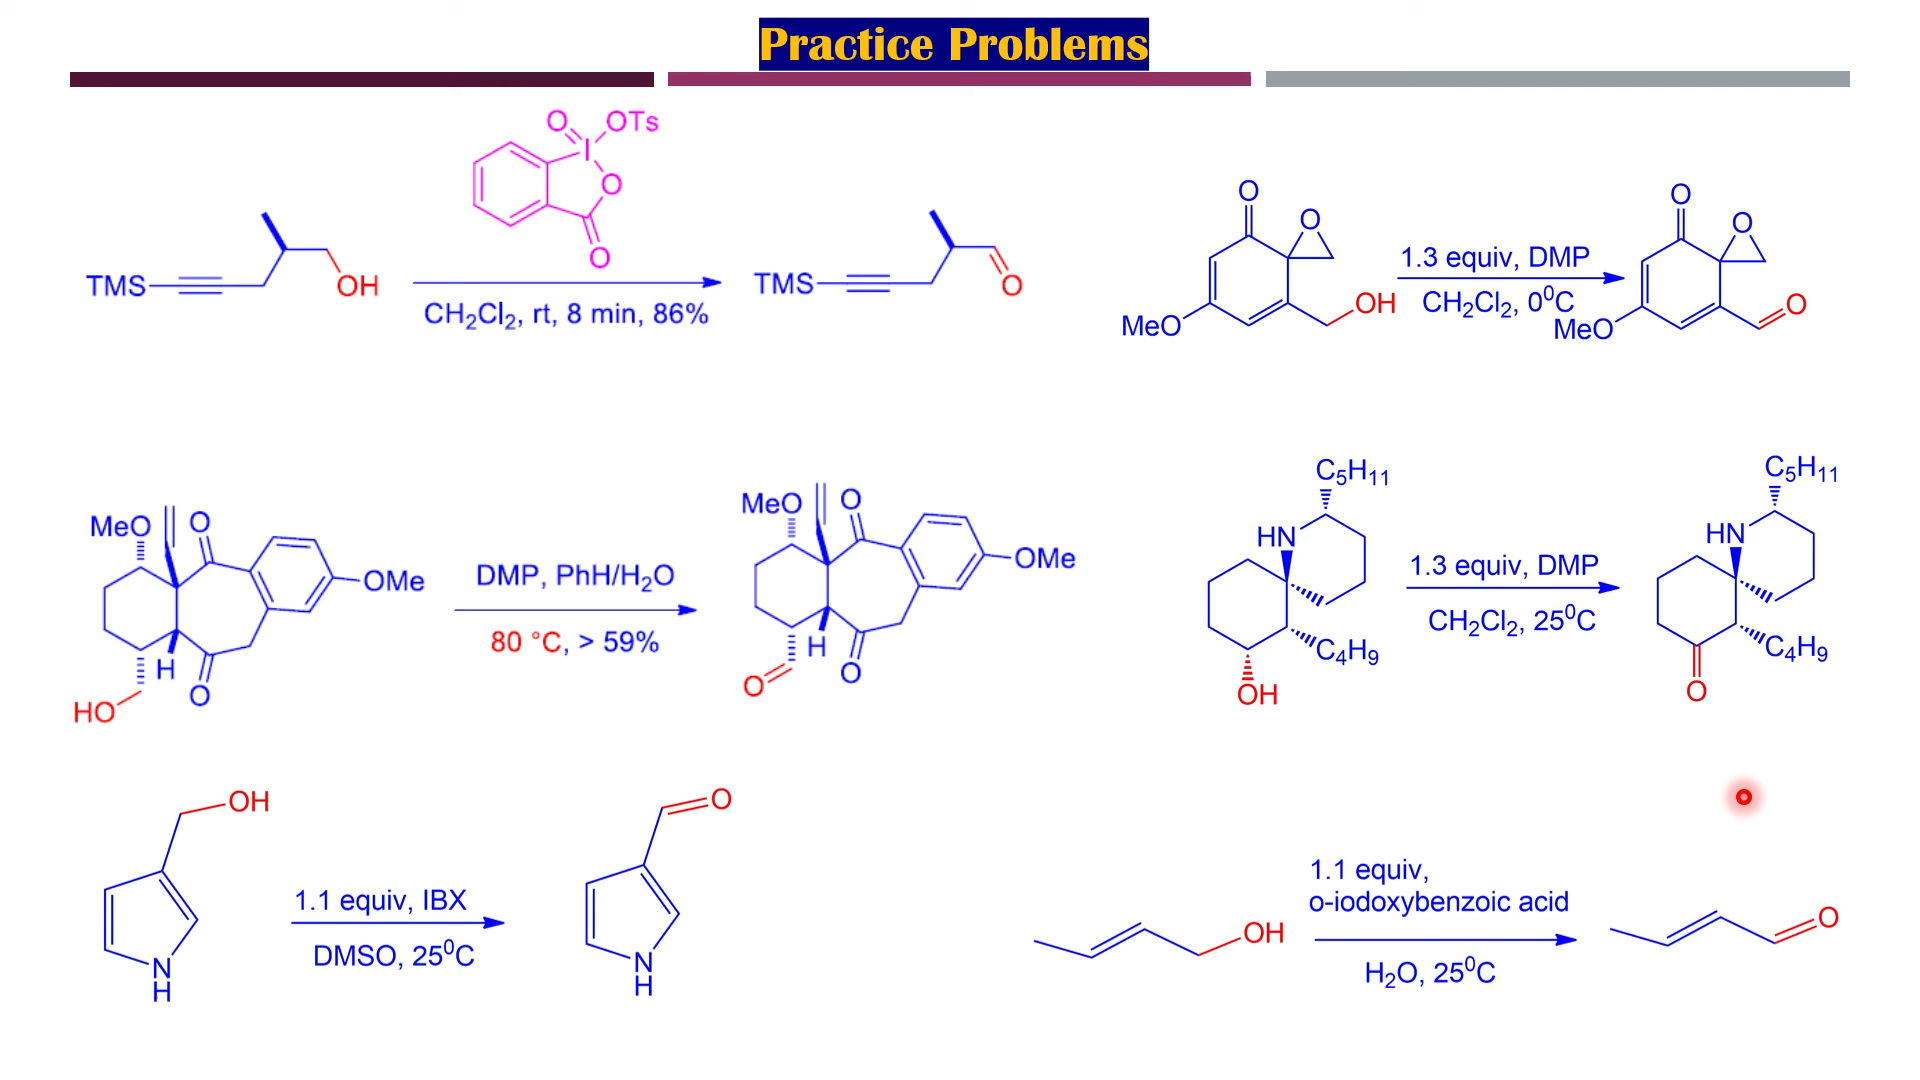 Practice Problems
O
OTs
I
O
O
TMS
OH
CH₂Cl₂, rt, 8 min, 86%
TMS
O
O
O
MeO
OH
1.3 equiv, DMP
CH₂Cl₂, 0⁰C
O
O
MeO
O
MeO
O
OMe
H
O
HO
DMP, PhH/H₂O
80 °C, > 59%
MeO
O
OMe
H
O
O
C₅H₁₁
HN
C₄H₉
OH
1.3 equiv, DMP
CH₂Cl₂, 25⁰C
C₅H₁₁
HN
C₄H₉
O
OH
N
H
1.1 equiv, IBX
DMSO, 25⁰C
O
N
H
OH
1.1 equiv,
o-iodoxybenzoic acid
H₂O, 25⁰C
O